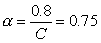 α = 0.8/C = 0.75